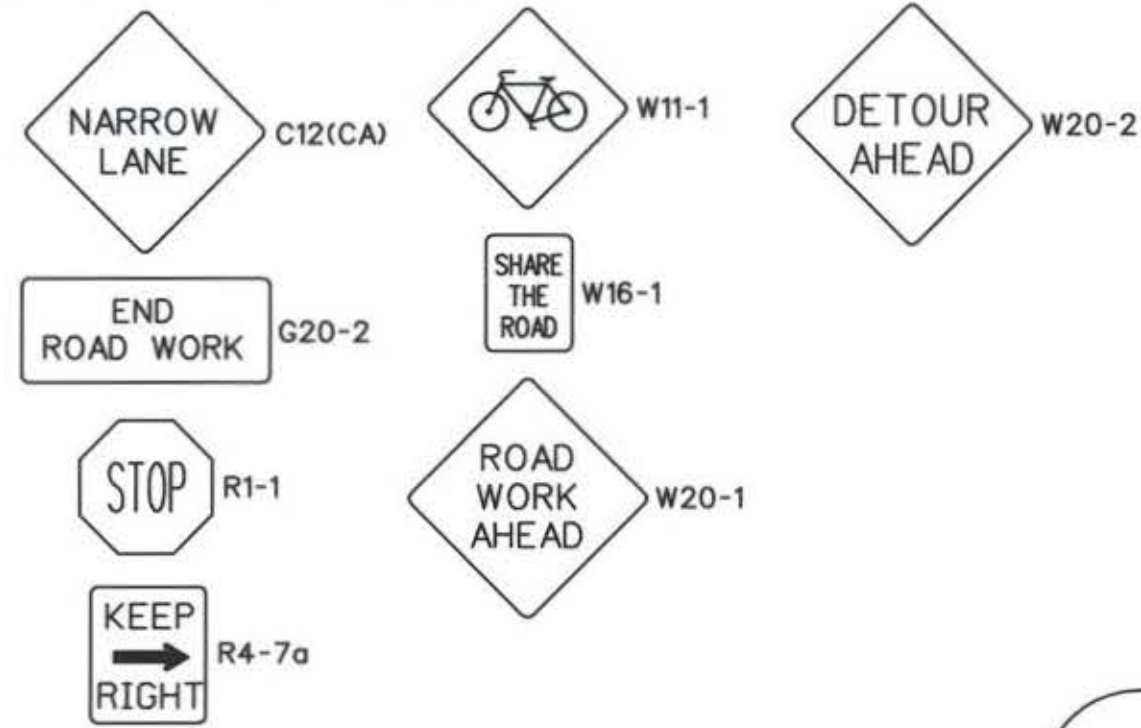 NARROW
LANE
C12(CA)
END
ROAD WORK
G20-2
STOP
R1-1
KEEP
RIGHT
R4-7a
W11-1
SHARE
THE
ROAD
W16-1
ROAD
WORK
AHEAD
W20-1
DETOUR
AHEAD
W20-2